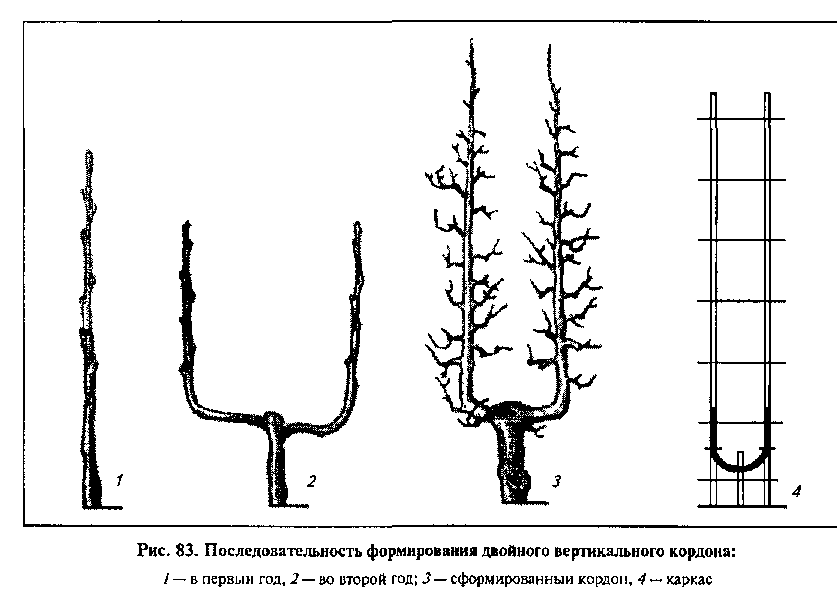 1
2
3
4
Рис. 83. Последовательность формирования двойного вертикального кордона:
1 — в первый год, 2 — во второй год; 3 — сформированный кордон, 4 — каркас